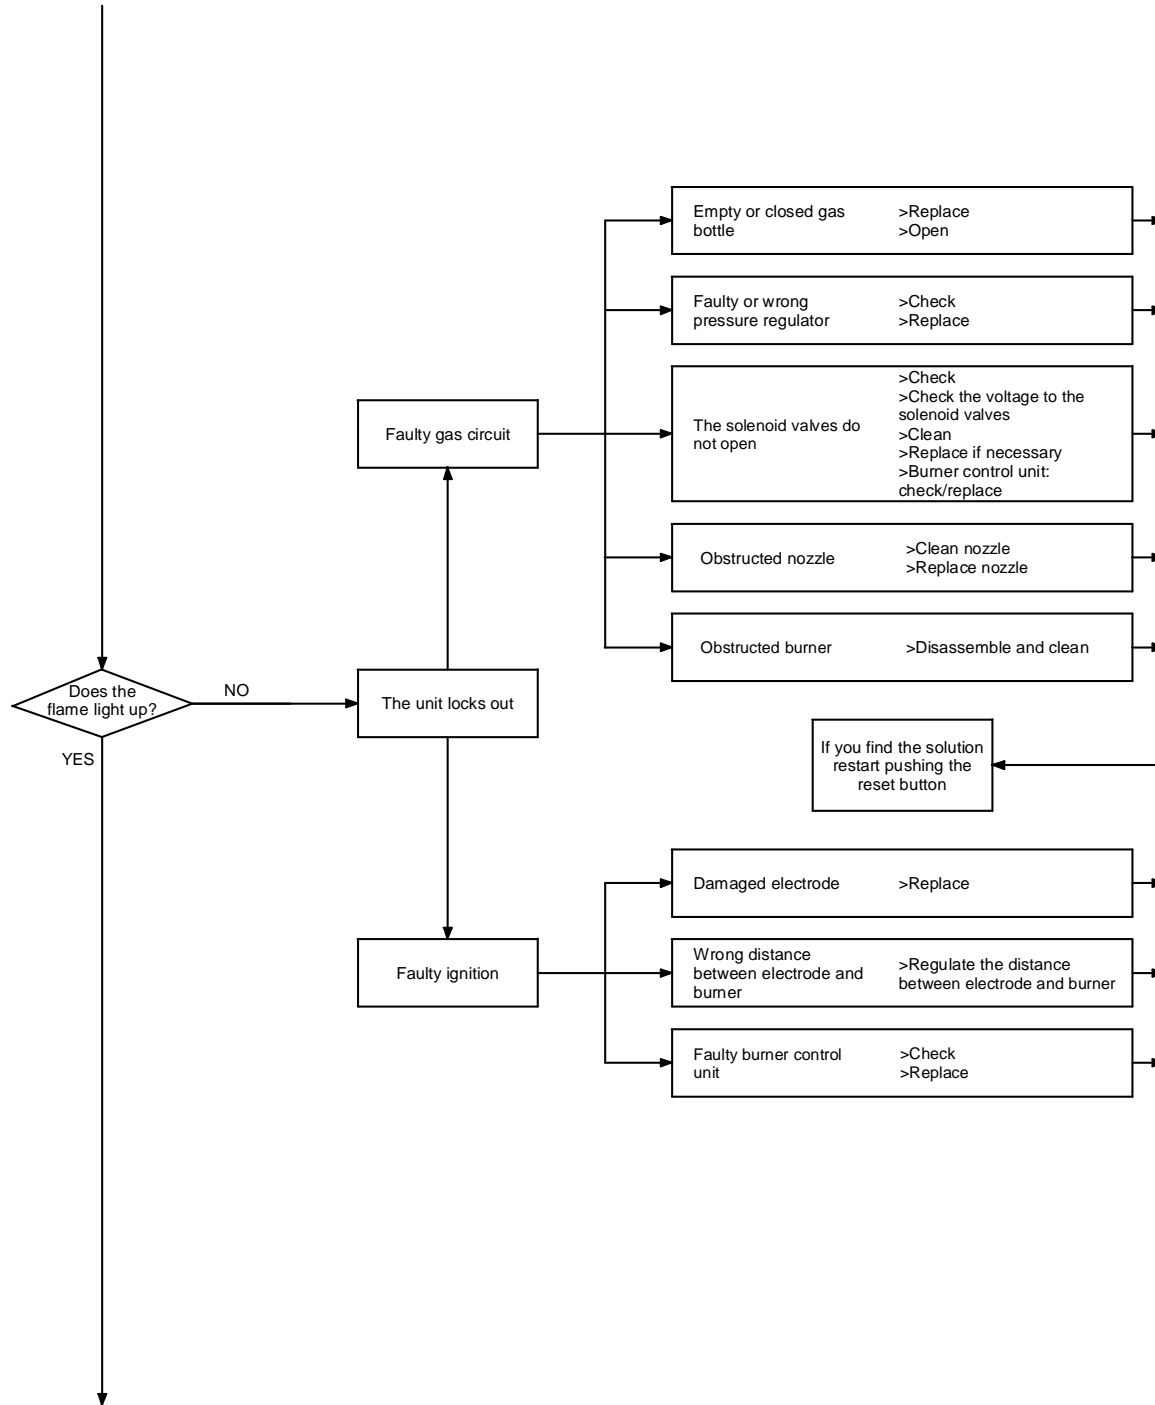 Empty or closed gas
bottle
>Replace
>Open
Faulty or wrong
pressure regulator
>Check
>Replace
Faulty gas circuit
The solenoid valves do
not open
>Check
>Check the voltage to the
solenoid valves
>Clean
>Replace if necessary
>Burner control unit:
check/replace
Obstructed nozzle
>Clean nozzle
>Replace nozzle
Obstructed burner
>Disassemble and clean
Does the
flame light up?
NO
YES
The unit locks out
If you find the solution
restart pushing the
reset button
Damaged electrode
>Replace
Faulty ignition
Wrong distance
between electrode and
burner
>Regulate the distance
between electrode and burner
Faulty burner control
unit
>Check
>Replace